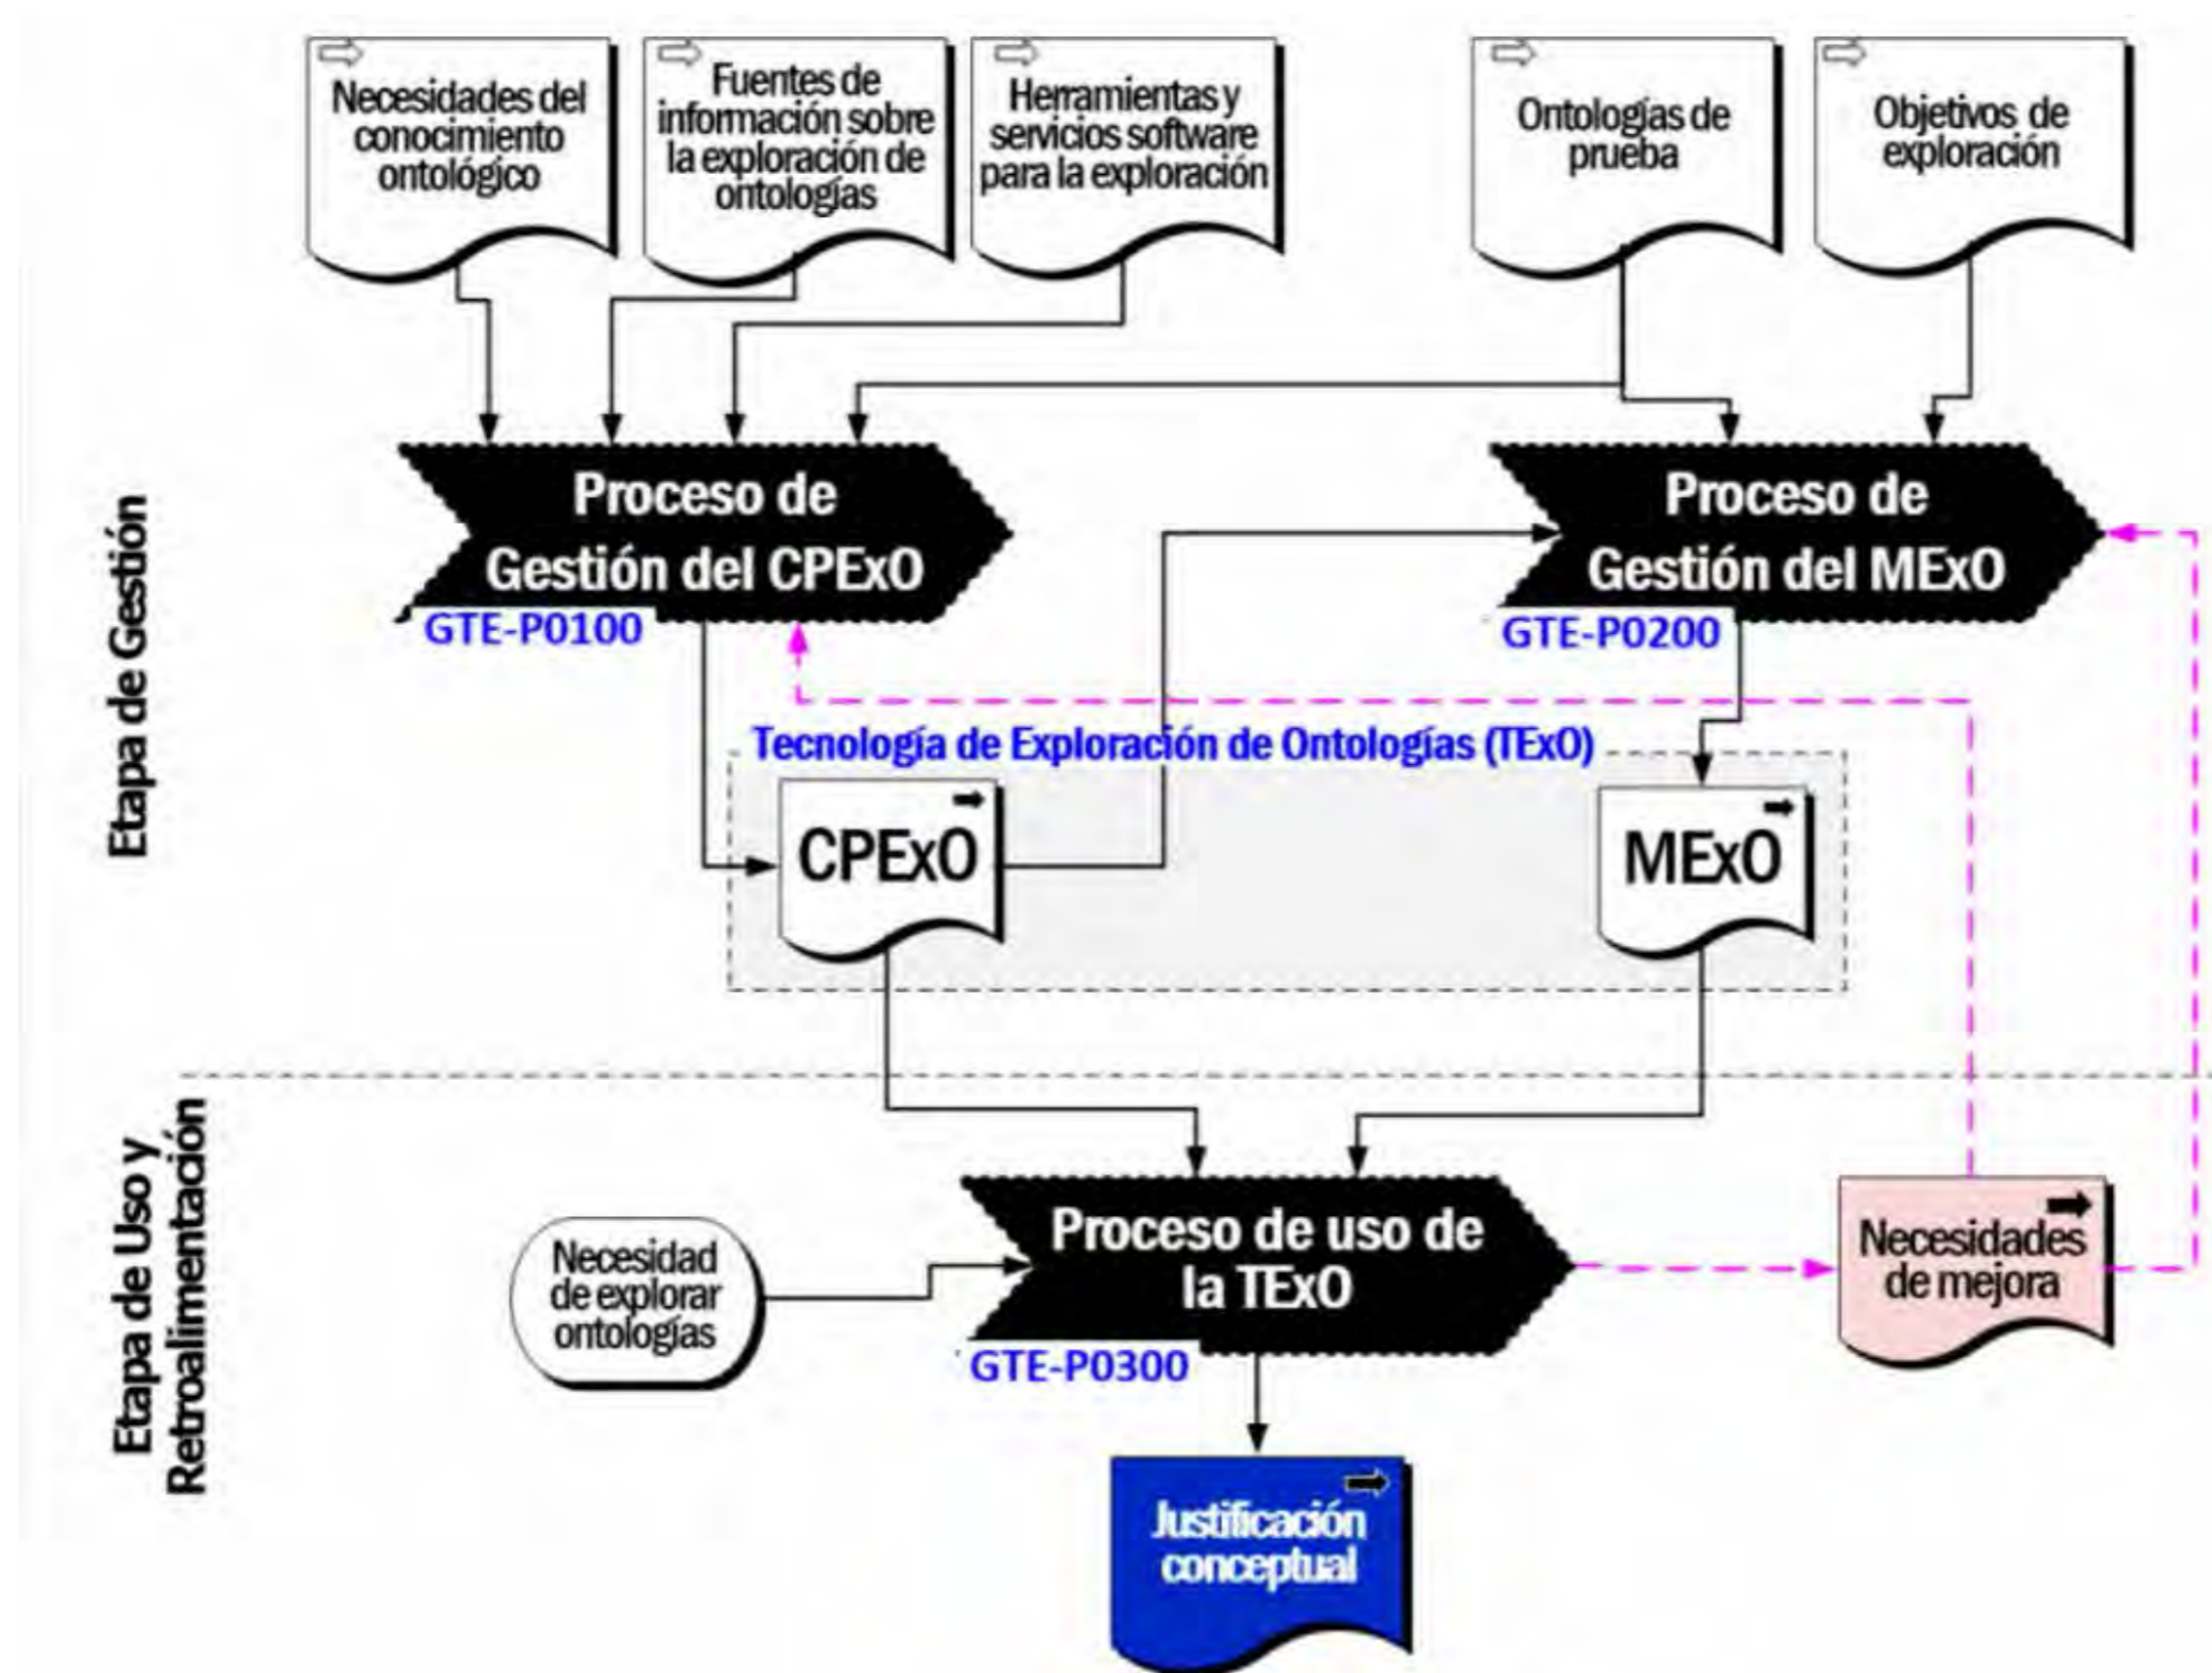 Necesidades del
conocimiento
ontológico
Fuentes de
información sobre
la exploración de
ontologías
Herramientas y
servicios software
para la exploración
Ontologías de
prueba
Objetivos de
exploración
Etapa de Gestión
Proceso de
Gestión del CPExO
GTE-P0100
Proceso de
Gestión del MExO
GTE-P0200
Tecnología de Exploración de Ontologías (TExO)
CPExO
MExO
Etapa de Uso y
Retroalimentación
Necesidad
de explorar
ontologías
Proceso de uso de
la TExO
GTE-P0300
Necesidades
de mejora
Justificación
conceptual